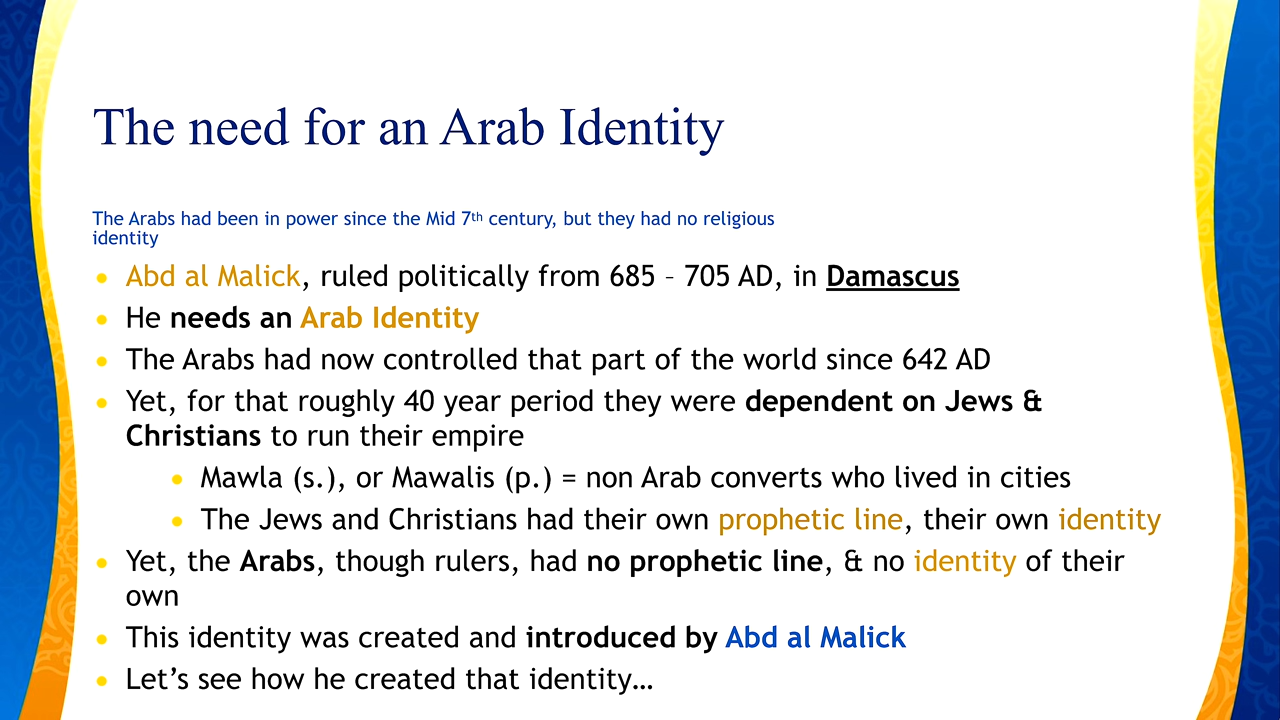 The need for an Arab Identity
The Arabs had been in power since the Mid 7th century, but they had no religious
identity
• Abd al Malick, ruled politically from 685 – 705 AD, in Damascus
• He needs an Arab Identity
• The Arabs had now controlled that part of the world since 642 AD
• Yet, for that roughly 40 year period they were dependent on Jews &
Christians to run their empire
• Mawla (s.), or Mawalis (p.) = non Arab converts who lived in cities
• The Jews and Christians had their own prophetic line, their own identity
• Yet, the Arabs, though rulers, had no prophetic line, & no identity of their
own
• This identity was created and introduced by Abd al Malick
• Let’s see how he created that identity…